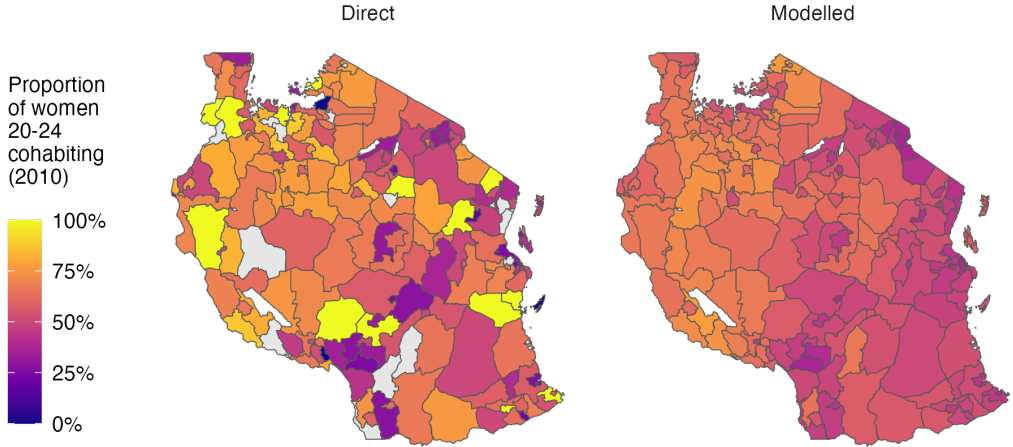 Direct
Modelled
Proportion
of women
20-24
cohabiting
(2010)
100%
75%
50%
25%
0%